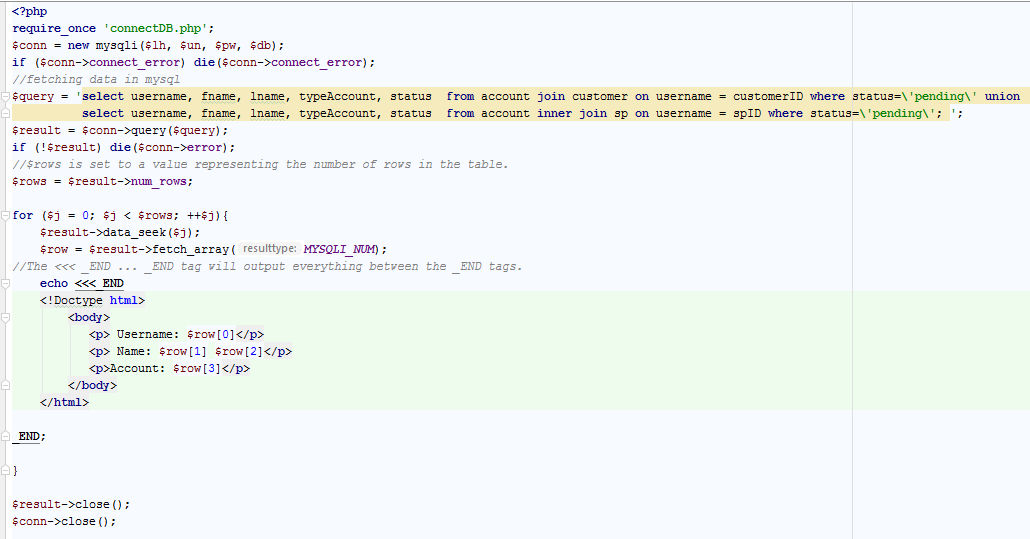 <?php
require_once 'connectDB.php';
$conn = new mysqli($lh, $un, $pw, $db);
if ($conn->connect_error) die($conn->connect_error);
//fetching data in mysql
$query = 'select username, fname, lname, typeAccount, status  from account join customer on username = customerID where status=\'pending\' union
          select username, fname, lname, typeAccount, status  from account inner join sp on username = spID where status=\'pending\'; ';
$result = $conn->query($query);
if (!$result) die($conn->error);
//$rows is set to a value representing the number of rows in the table.
$rows = $result->num_rows;

for ($j = 0; $j < $rows; ++$j){
    $result->data_seek($j);
    $row = $result->fetch_array( resulttype: MYSQLI_NUM);
//The <<< _END ... _END tag will output everything between the _END tags.
    echo <<<_END
    <!Doctype html>
        <body>
           <p> Username: $row[0]</p>
           <p> Name: $row[1] $row[2]</p>
           <p>Account: $row[3]</p>
        </body>
    </html>

_END;

}

$result->close();
$conn->close();